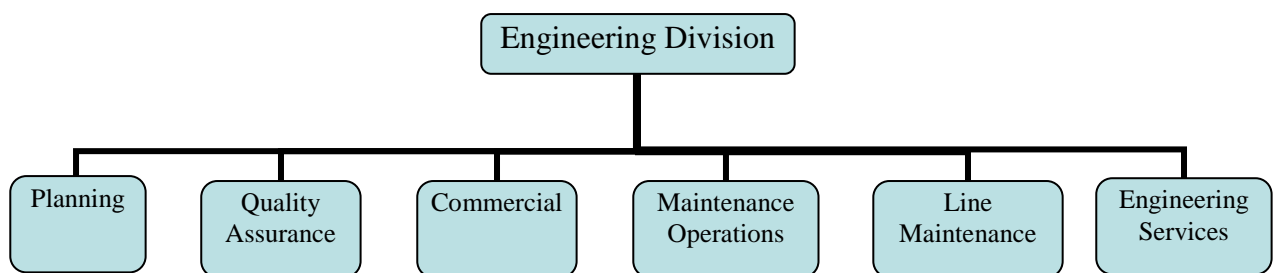 Engineering Division
Planning
Quality
Assurance
Commercial
Maintenance
Operations
Line
Maintenance
Engineering
Services